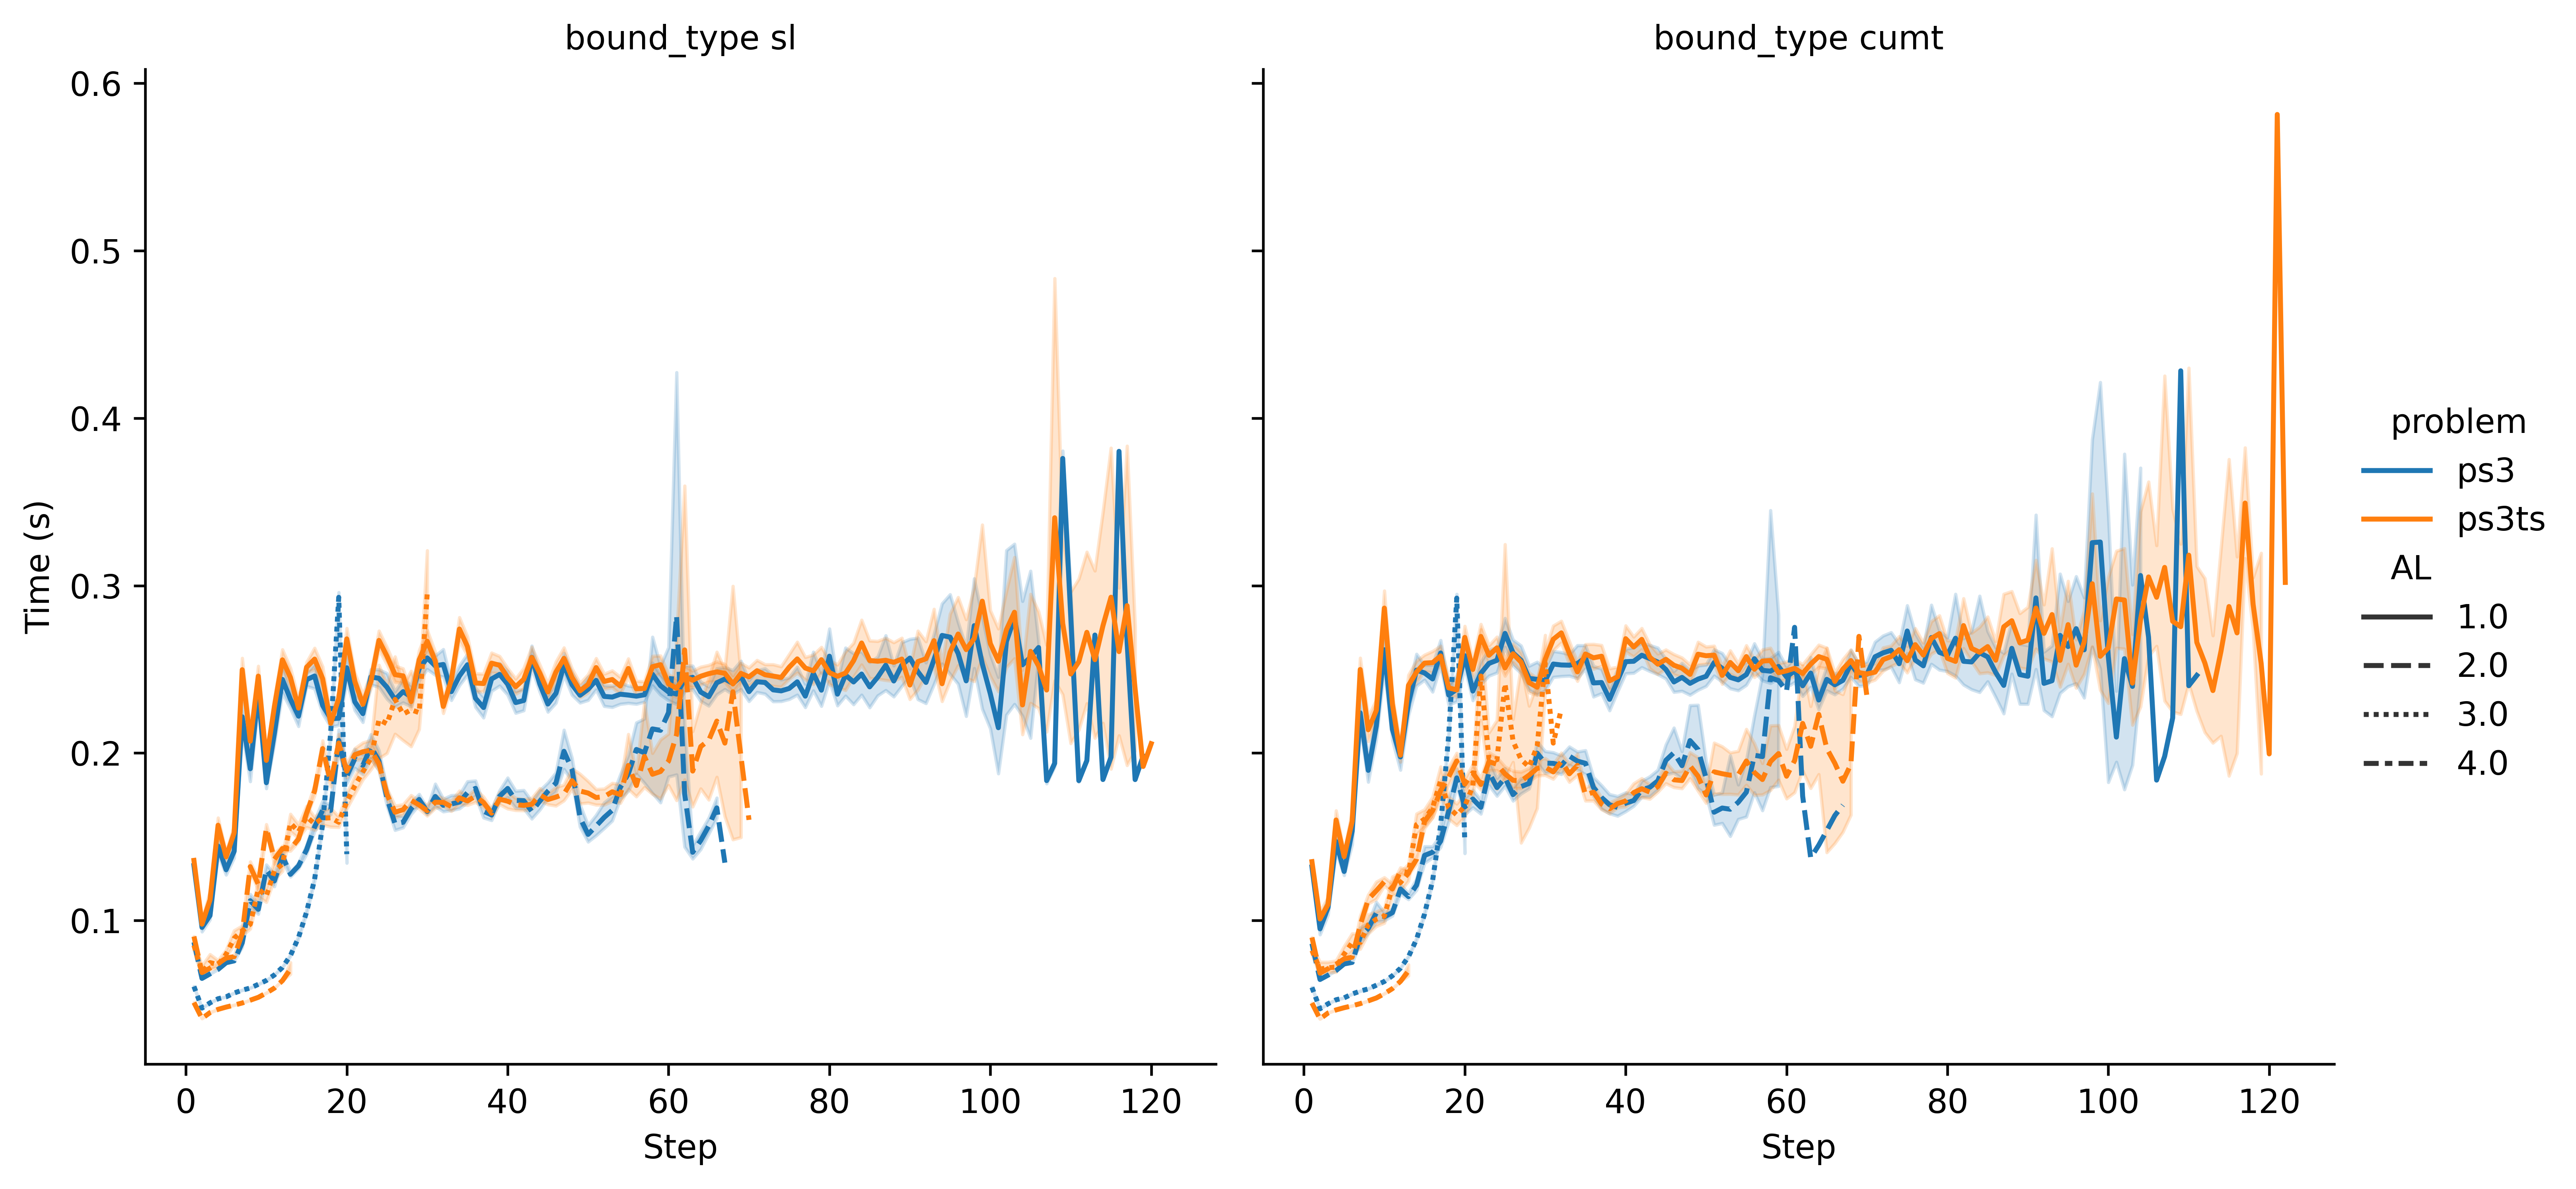 bound_type sl
bound_type cumt
0.6
0.5
0.4
0.3
0.2
0.1
Time (s)
0 20 40 60 80 100 120
0 20 40 60 80 100 120
Step
Step
problem
ps3
ps3ts
AL
1.0
2.0
3.0
4.0